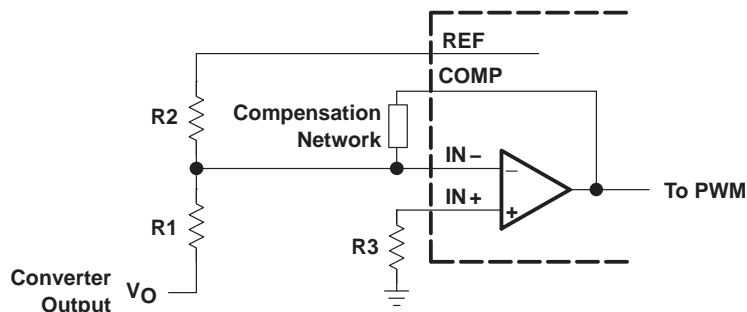 REF
COMP
R2
Compensation
Network
IN−
−
IN+
+
To PWM
R1
R3
Converter
Output
VO